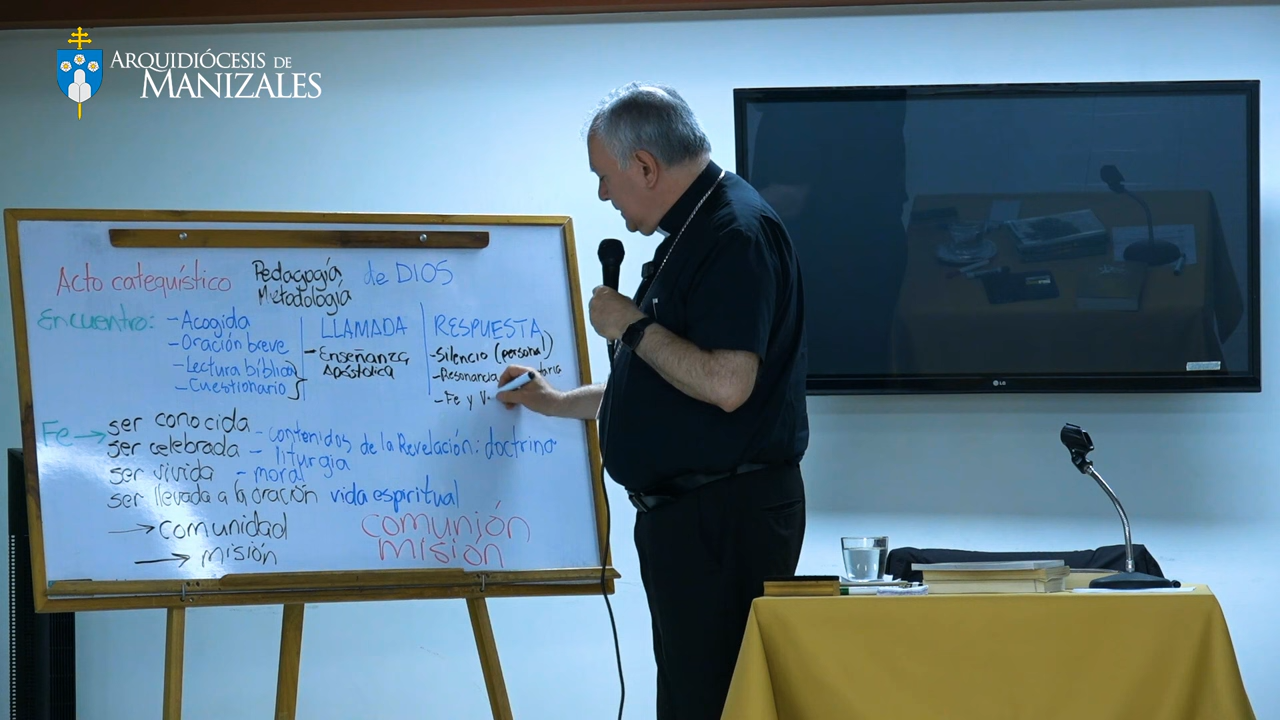 ARQUIDIÓCESIS DE
MANIZALES
Acto catequístico Pedagogía, de DIOS
Metodología
Encuentro: - Acogida
- Oración breve
- Lectura bíblica
- Cuestionario
LLAMADA
- Enseñanza
Apostólica
RESPUESTA
- Silencio (personal)
- Resonancia
- Fe y
Fe → ser conocida - contenidos de la Revelación: doctrina
ser celebrada - liturgia
ser vivida - moral
ser llevada a la oración vida espiritual
→ comunidad
→ misión
comunión
misión
LG